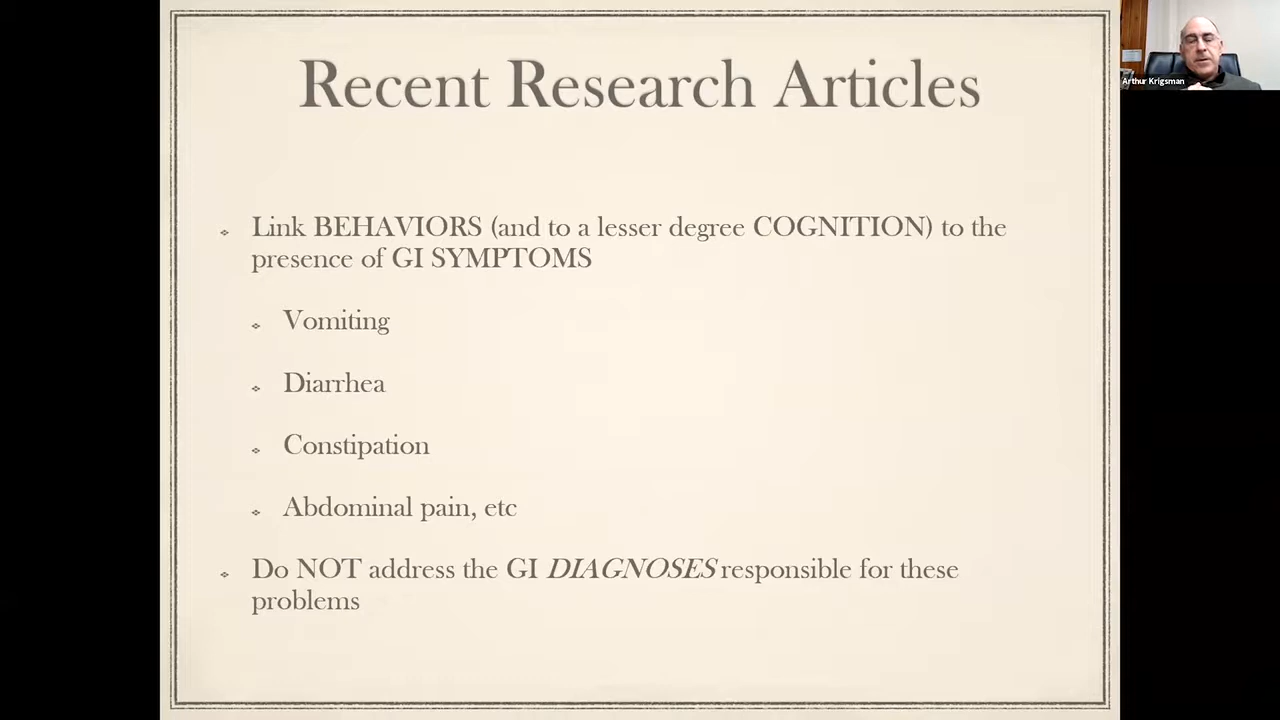 Recent Research Articles
Arthur Krigsman
Link BEHAVIORS (and to a lesser degree COGNITION) to the
presence of GI SYMPTOMS
Vomiting
Diarrhea
Constipation
Abdominal pain, etc
Do NOT address the GI DIAGNOSES responsible for these
problems